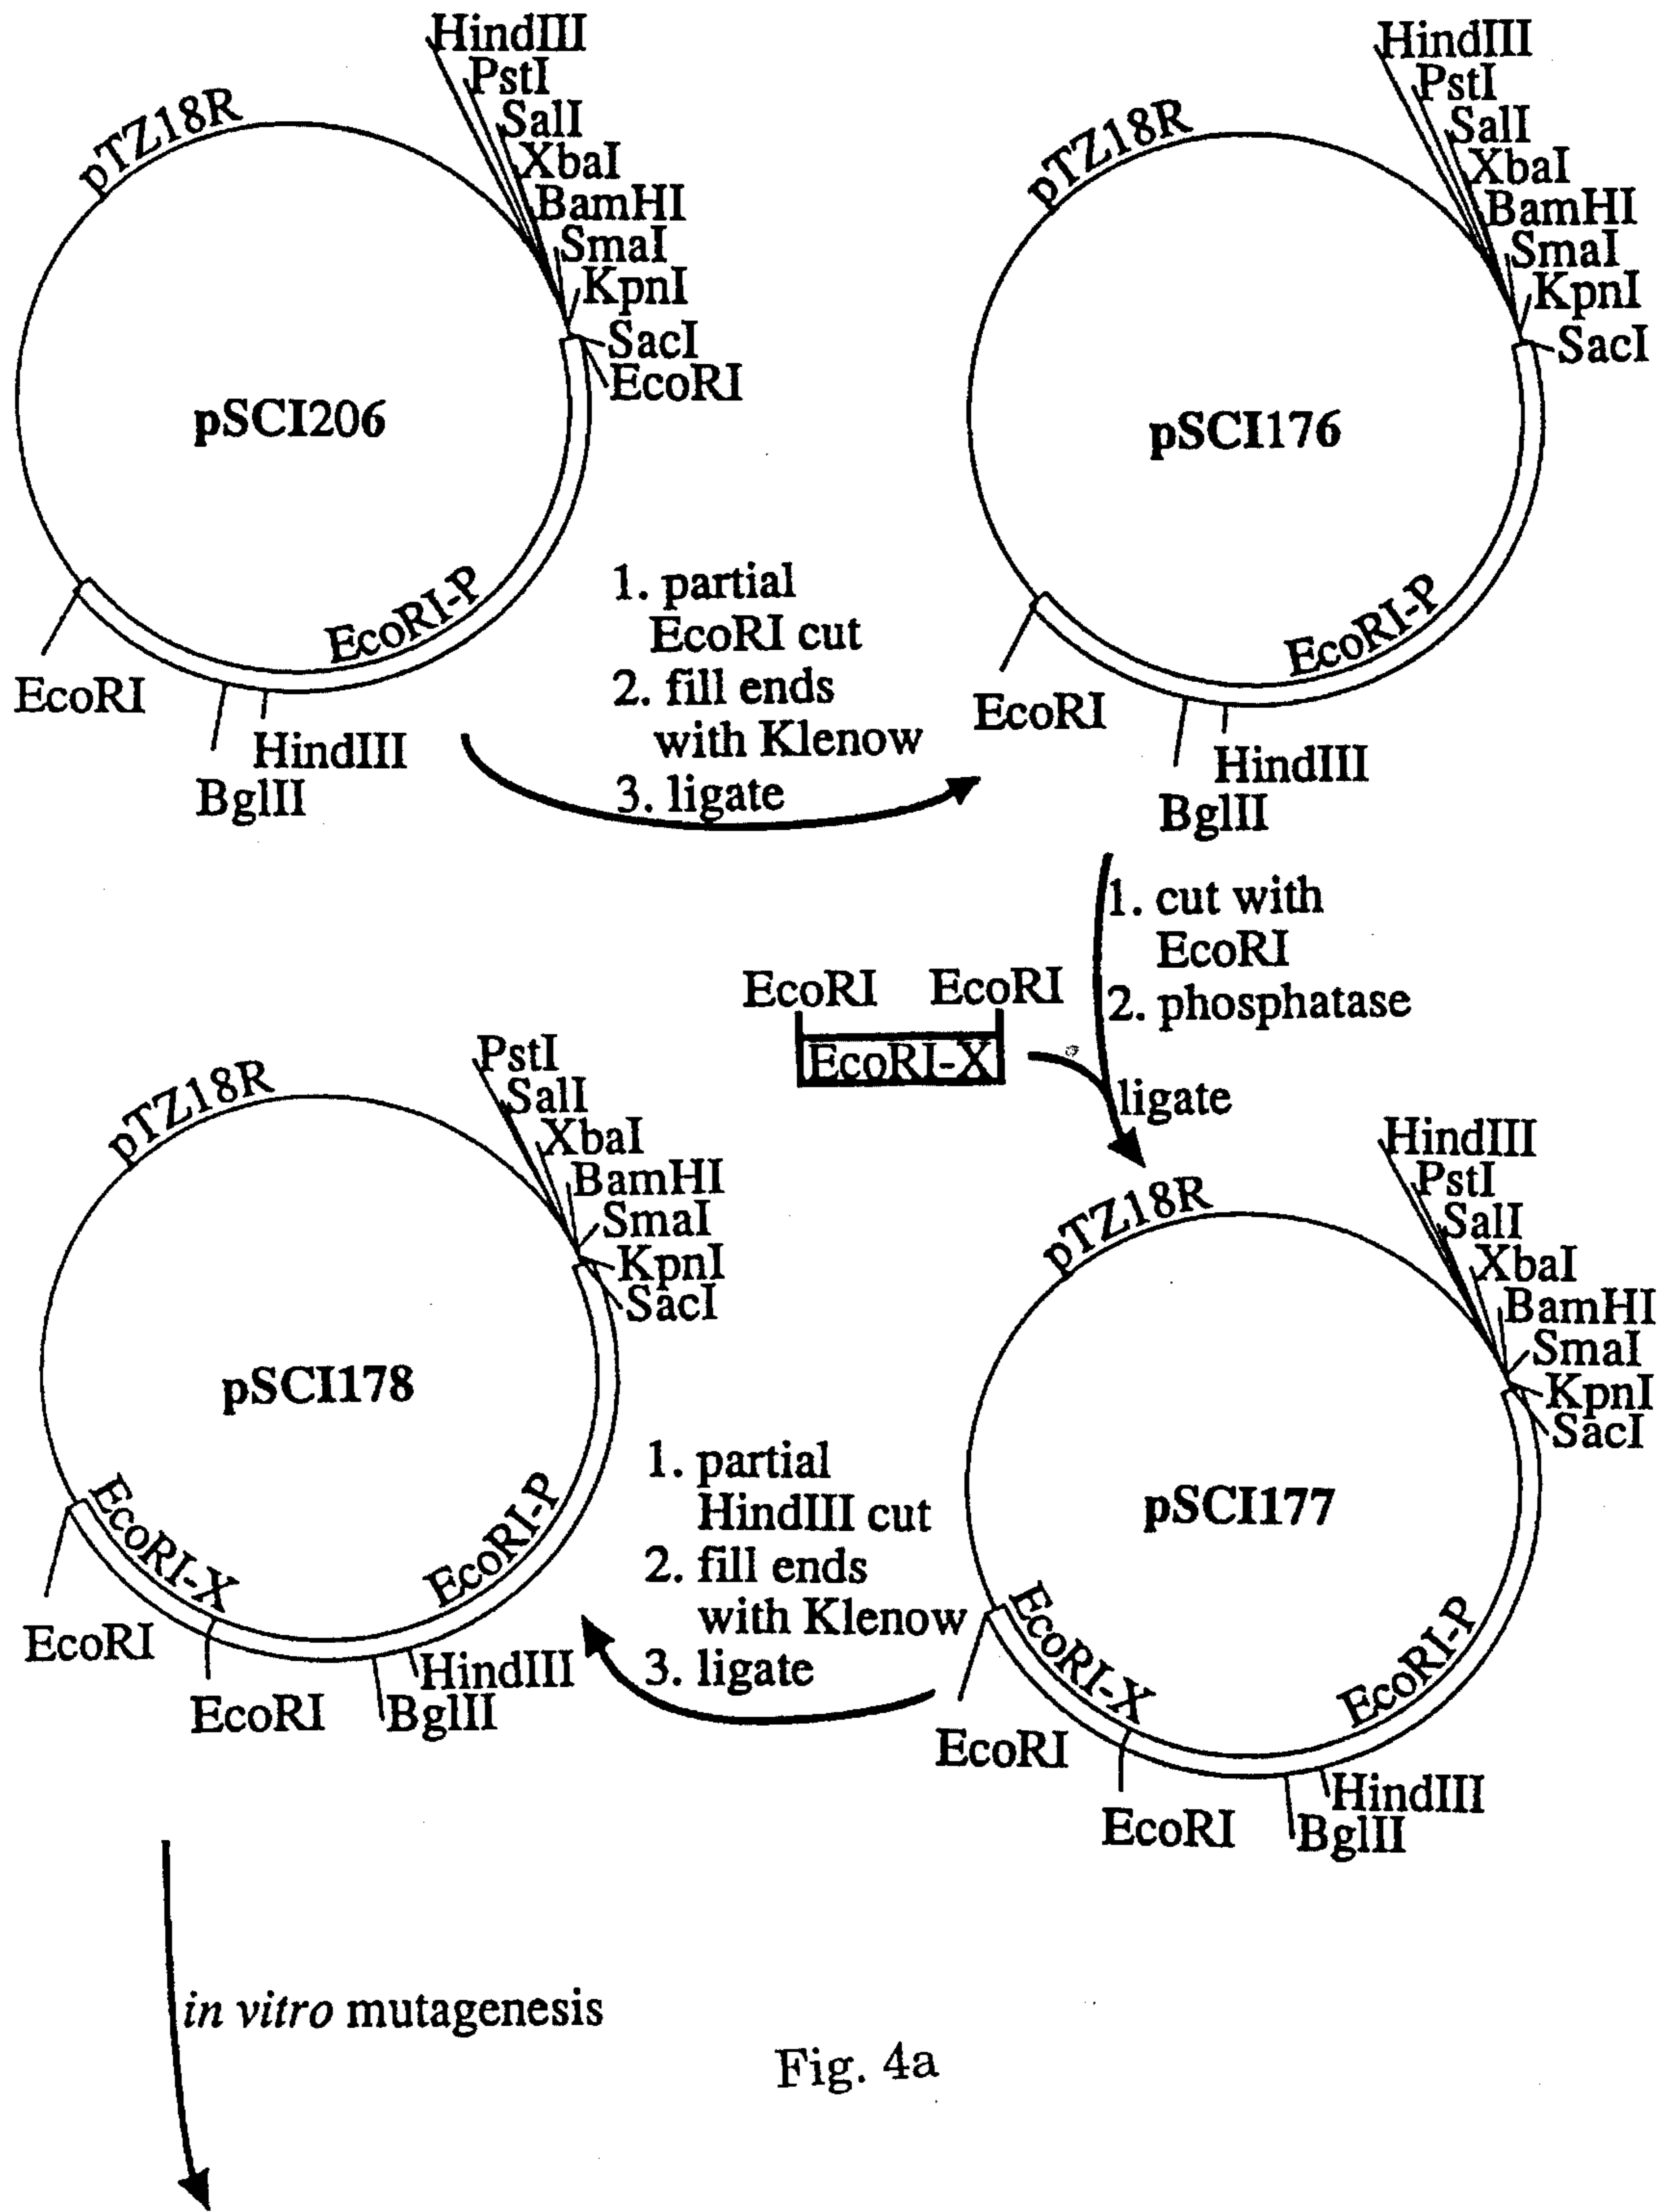 pTZ18R
HindIII
PstI
SalI
XbaI
BamHI
SmaI
KpnI
SacI
EcoRI
pSCI206
EcoRI-P
EcoRI
BglII
HindIII
1. partial
EcoRI cut
2. fill ends
with Klenow
3. ligate
pTZ18R
HindIII
PstI
SalI
XbaI
BamHI
SmaI
KpnI
SacI
pSCI176
EcoRI-P
EcoRI
HindIII
BglII
1. cut with
EcoRI
2. phosphatase
EcoRI EcoRI
EcoRI-X
ligate
pTZ18R
HindIII
PstI
SalI
XbaI
BamHI
SmaI
KpnI
SacI
pSCI177
EcoRI-X
EcoRI-P
EcoRI
EcoRI
HindIII
BglII
1. partial
HindIII cut
2. fill ends
with Klenow
3. ligate
pTZ18R
PstI
SalI
XbaI
BamHI
SmaI
KpnI
SacI
pSCI178
EcoRI-X
EcoRI-P
EcoRI
EcoRI
HindIII
BglII
in vitro mutagenesis
Fig. 4a